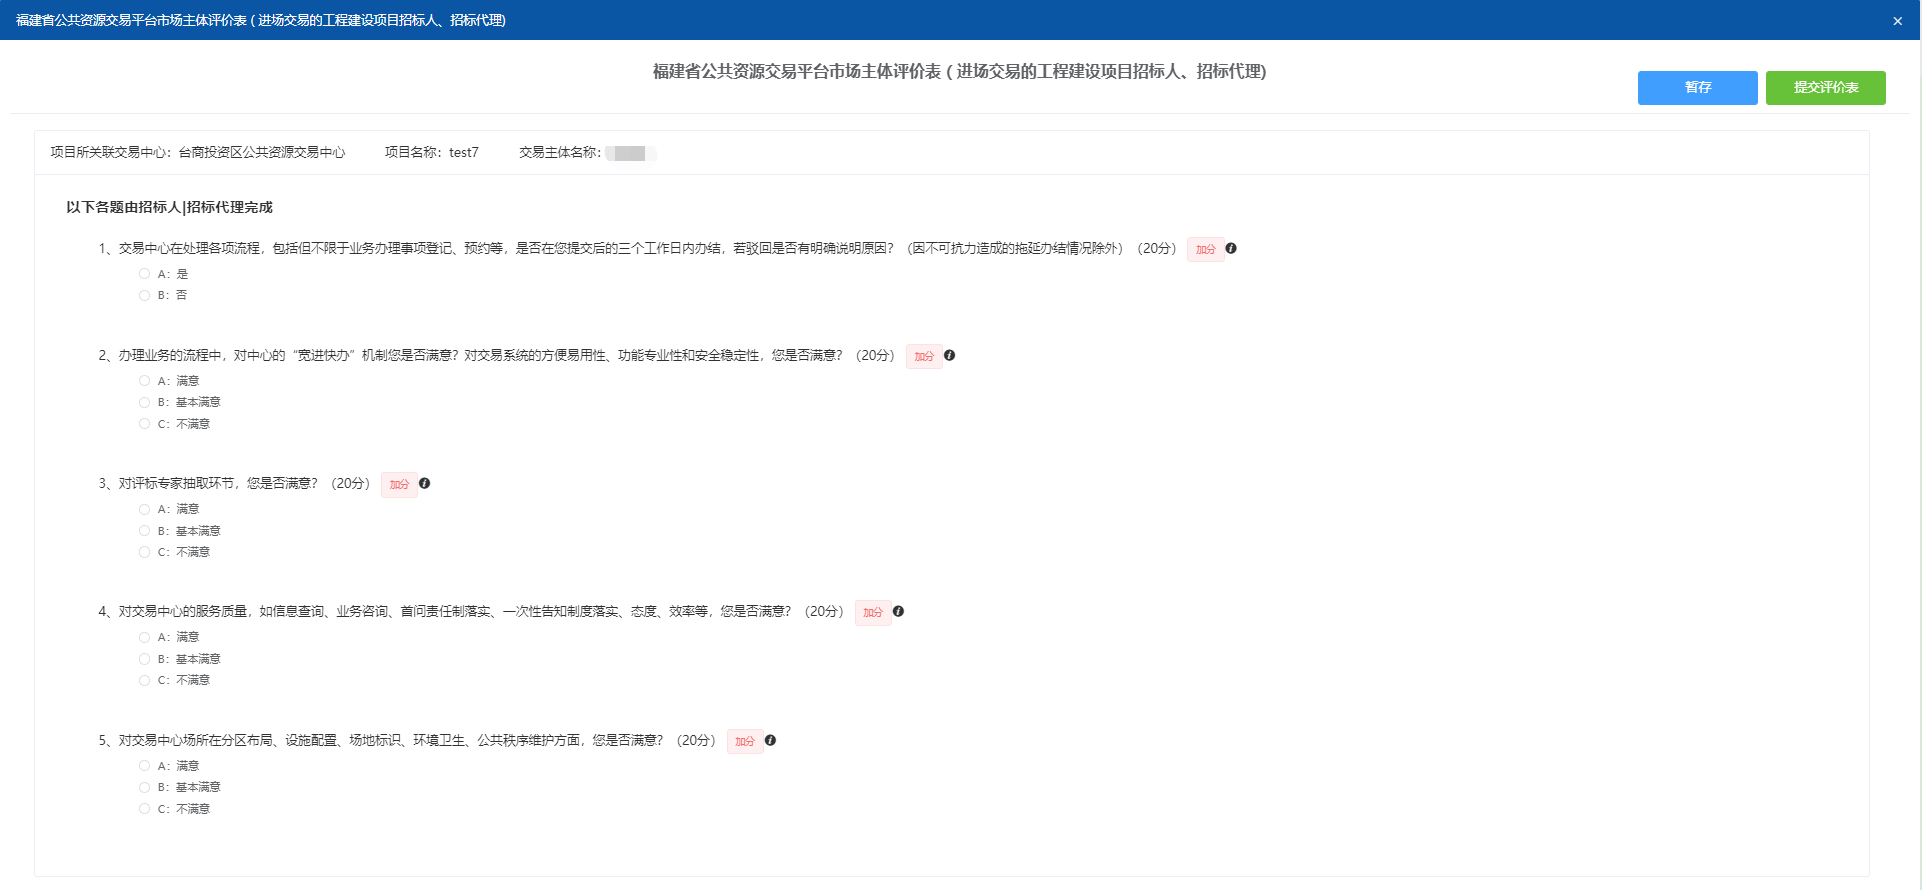 福建省公共资源交易平台市场主体评价表 ( 进场交易的工程建设项目招标人、招标代理)
福建省公共资源交易平台市场主体评价表 ( 进场交易的工程建设项目招标人、招标代理)
暂存 提交评价表
项目所关联交易中心：台商投资区公共资源交易中心 项目名称：test7 交易主体名称：
以下各题由招标人|招标代理完成
1、交易中心在处理各项流程，包括但不限于业务办理事项登记、预约等，是否在您提交后的三个工作日内办结，若驳回是否有明确说明原因？（因不可抗力造成的拖延办结情况除外）（20分） 加分
A：是
B：否
2、办理业务的流程中，对中心的“宽进快办”机制您是否满意？对交易系统的方便易用性、功能专业性和安全稳定性，您是否满意？（20分） 加分
A：满意
B：基本满意
C：不满意
3、对评标专家抽取环节，您是否满意？（20分） 加分
A：满意
B：基本满意
C：不满意
4、对交易中心的服务质量，如信息查询、业务咨询、首问责任制落实、一次性告知制度落实、态度、效率等，您是否满意？（20分） 加分
A：满意
B：基本满意
C：不满意
5、对交易中心场所在分区布局、设施配置、场地标识、环境卫生、公共秩序维护方面，您是否满意？（20分） 加分
A：满意
B：基本满意
C：不满意